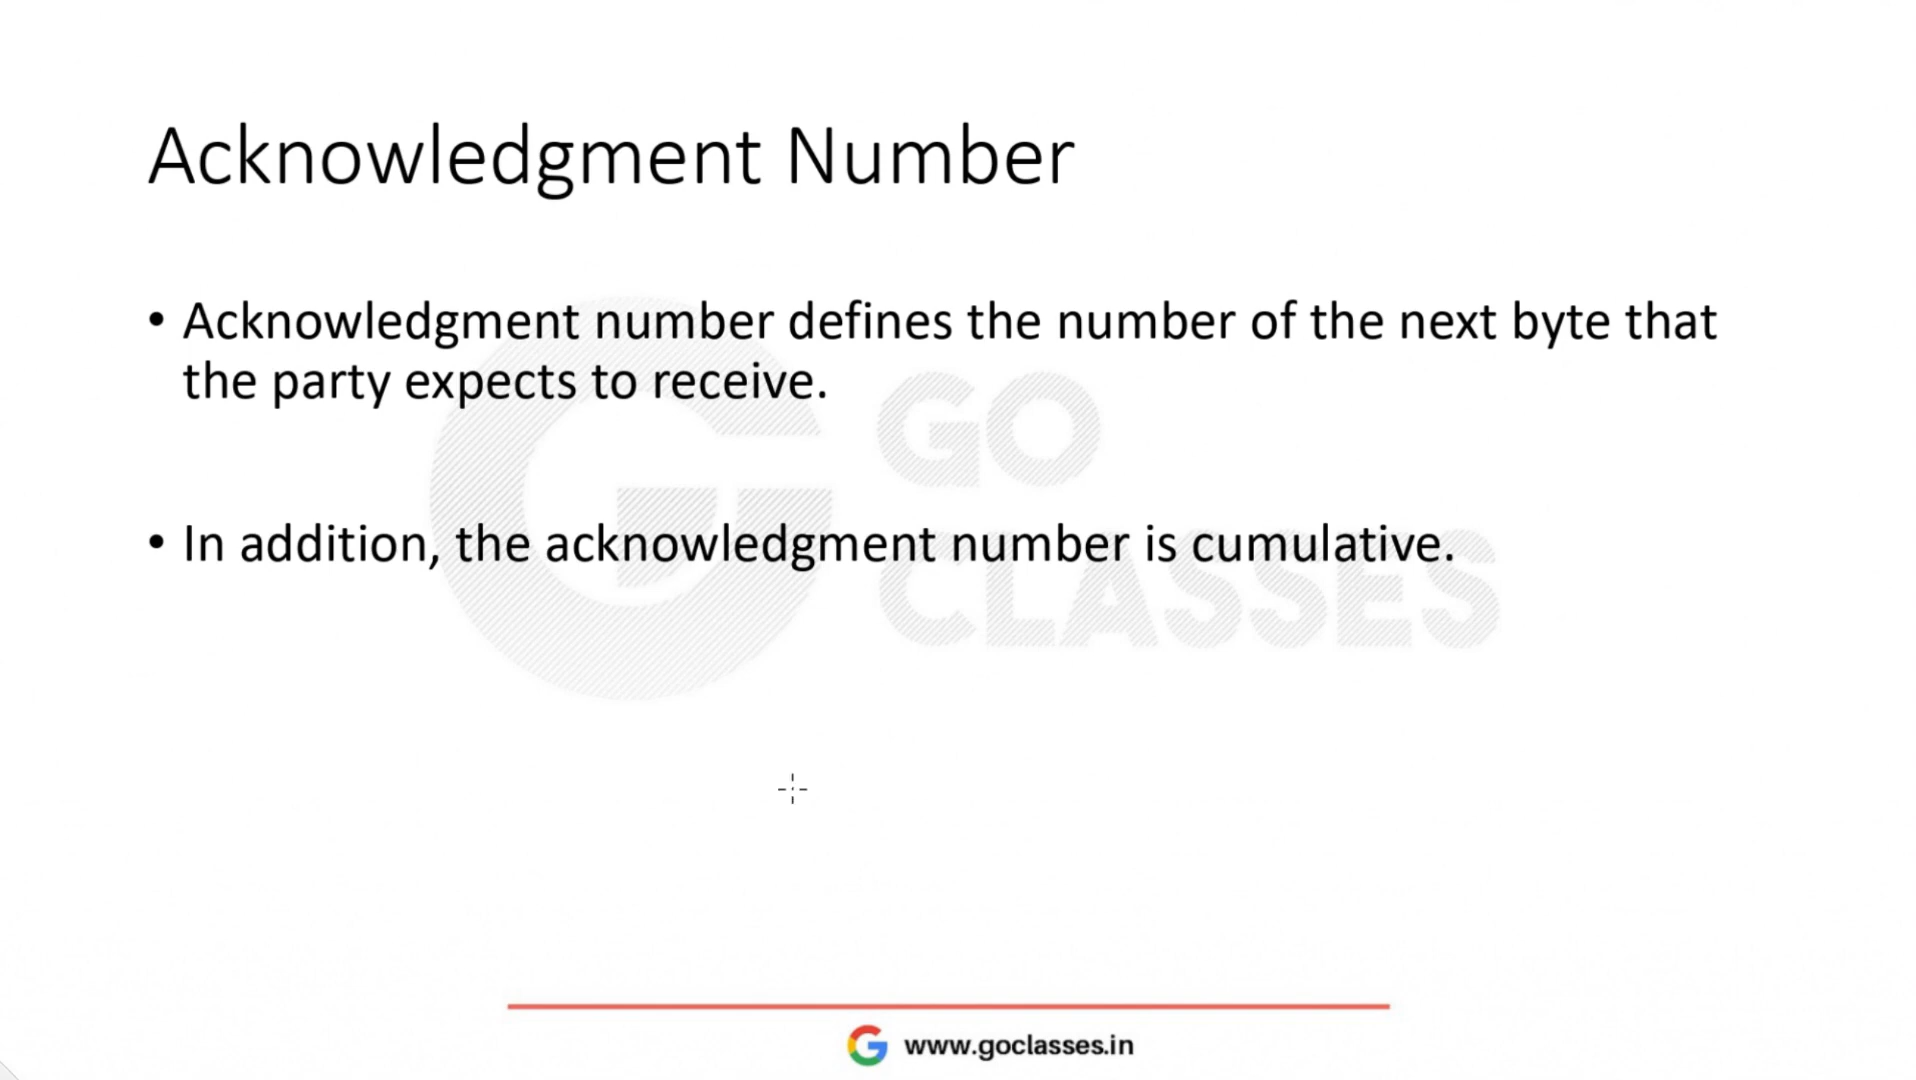 Acknowledgment Number
• Acknowledgment number defines the number of the next byte that
the party expects to receive.
GO
• In addition, the acknowledgment number is cumulative.
CLASSES
www.goclasses.in